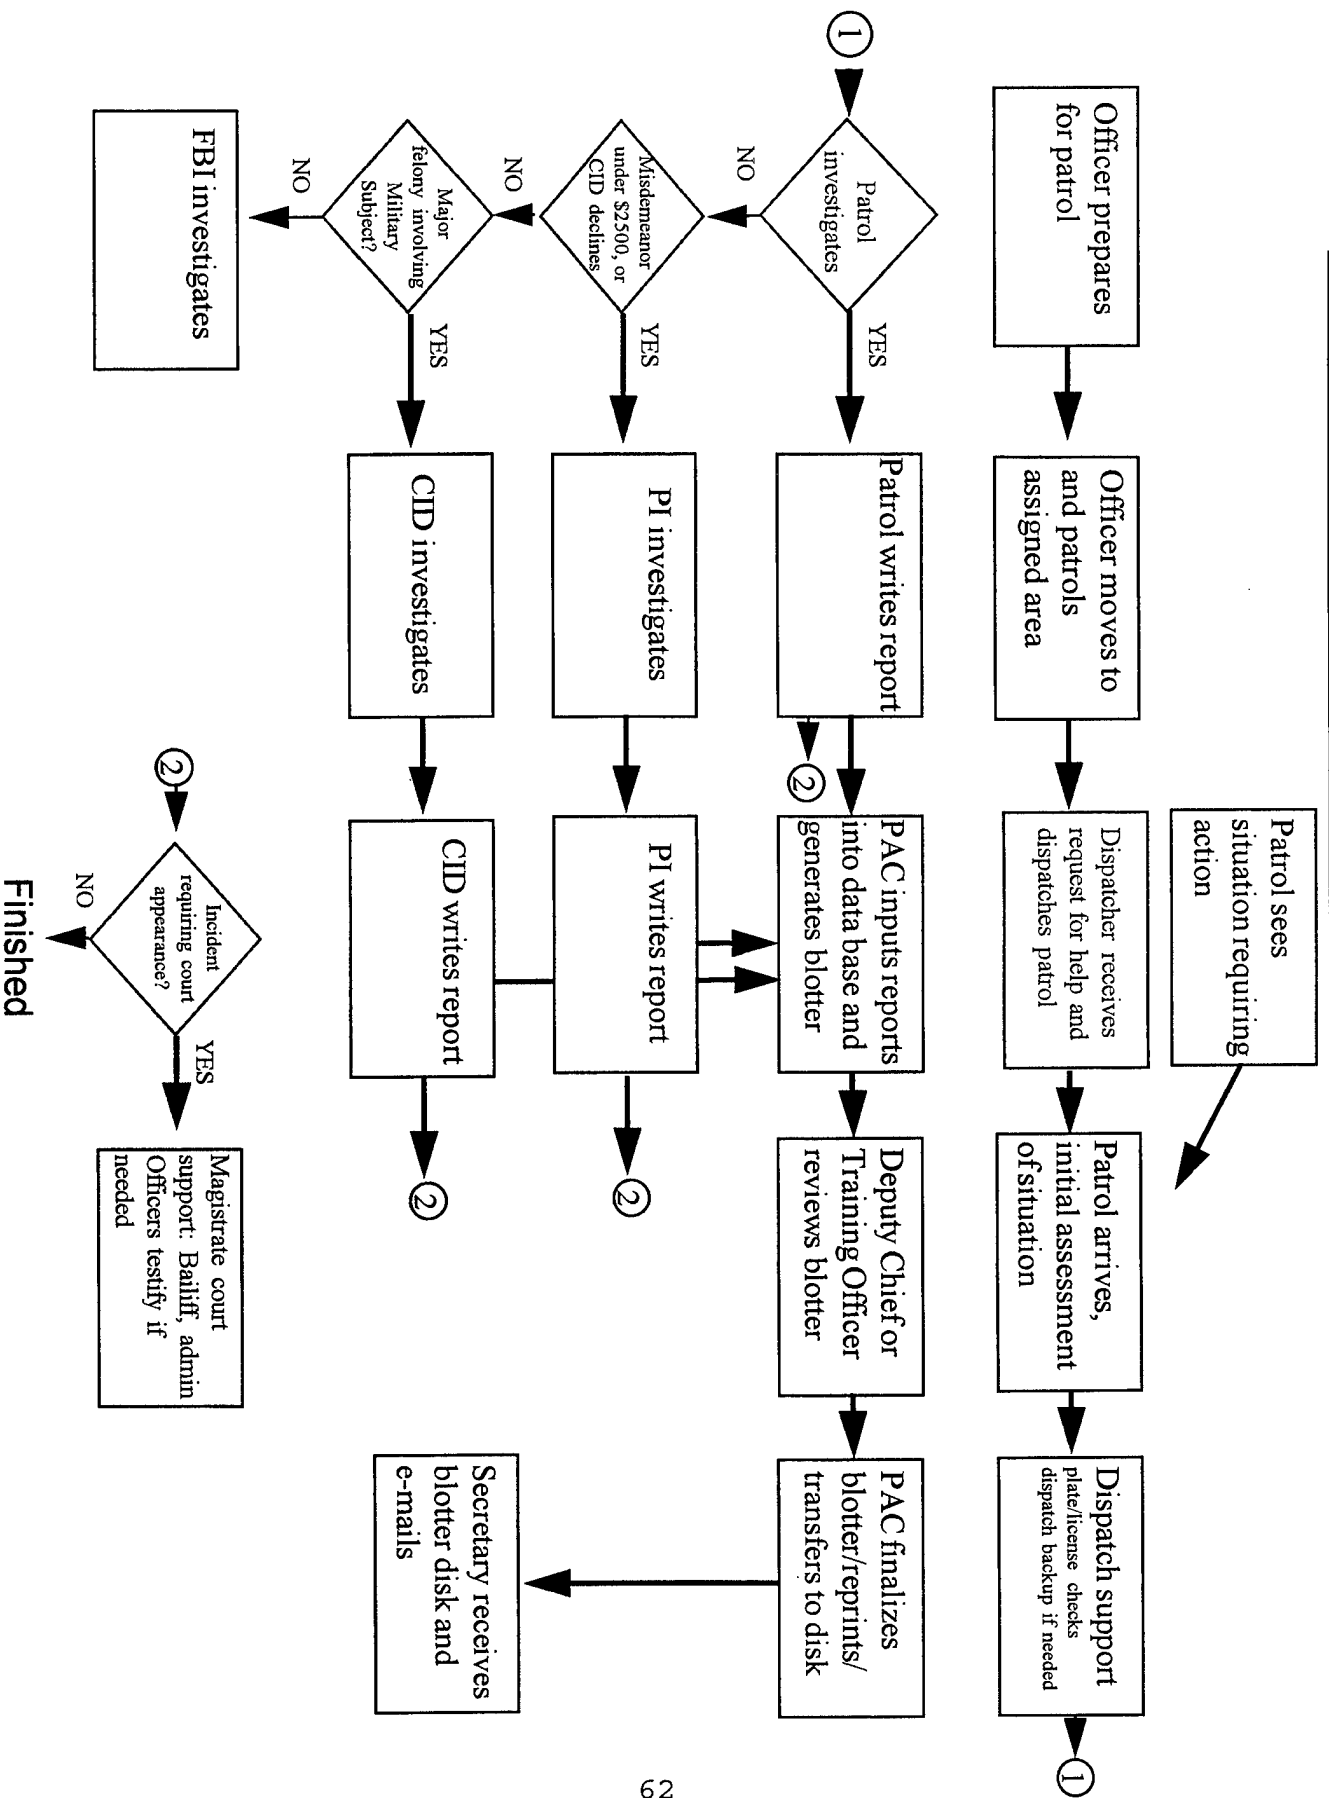 Patrol sees
situation requiring
action
Officer prepares
for patrol
Officer moves to
and patrols
assigned area
Dispatcher receives
request for help and
dispatches patrol
Patrol arrives,
initial assessment
of situation
Dispatch support
plate/license checks
dispatch backup if needed
1
1
Patrol
investigates
YES
NO
Patrol writes report
2
PAC inputs reports
into data base and
generates blotter
Deputy Chief or
Training Officer
reviews blotter
PAC finalizes
blotter/reprints/
transfers to disk
Misdemeanor
under $2500, or
CID declines
YES
NO
PI investigates
PI writes report
2
Major
felony involving
Military
Subject?
YES
NO
CID investigates
CID writes report
2
Secretary receives
blotter disk and
e-mails
FBI investigates
2
Incident
requiring court
appearance?
YES
NO
Magistrate court
support: Bailiff, admin
Officers testify if
needed
Finished
62